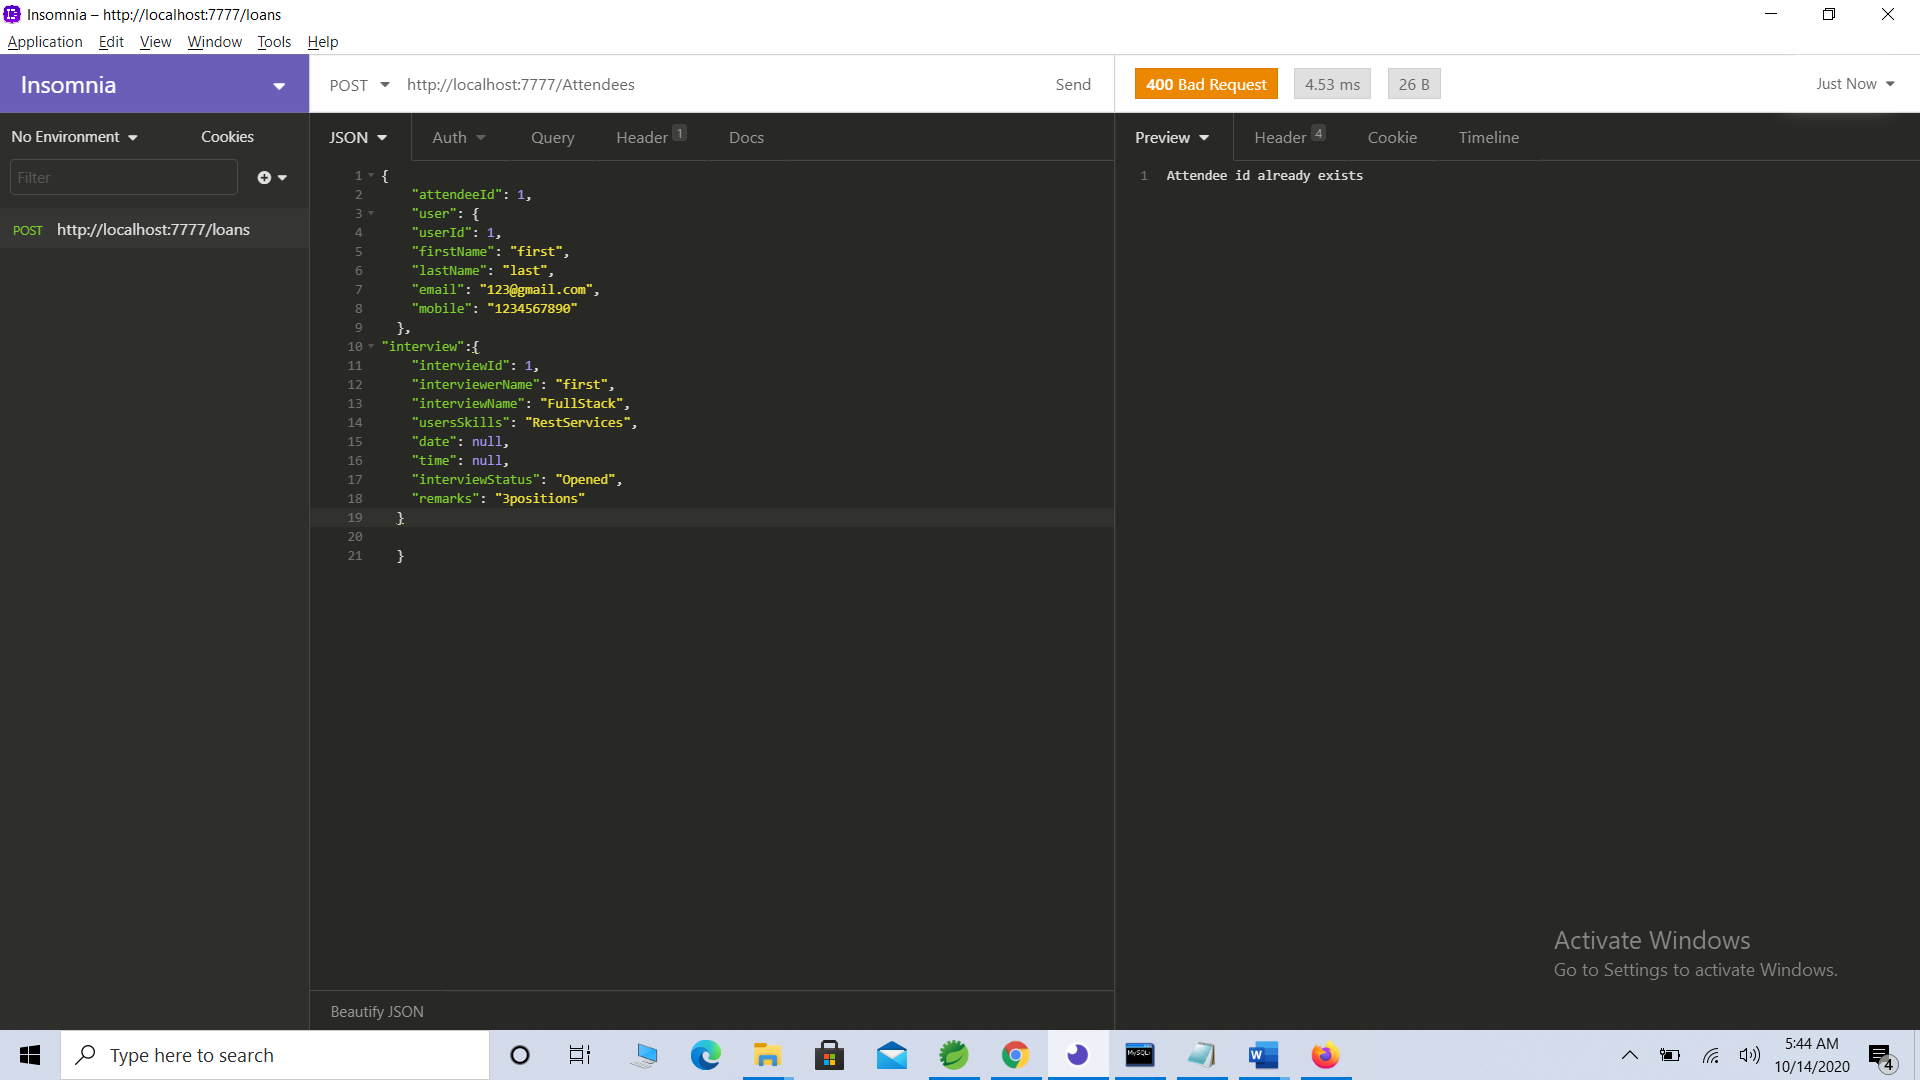 Insomnia – http://localhost:7777/loans
Application Edit View Window Tools Help
Insomnia
POST http://localhost:7777/Attendees Send
400 Bad Request 4.53 ms 26 B Just Now
No Environment Cookies
JSON Auth Query Header 1 Docs
Preview Header 4 Cookie Timeline
Filter
POST http://localhost:7777/loans
1 {
2 "attendeeId": 1,
3 "user": {
4 "userId": 1,
5 "firstName": "first",
6 "lastName": "last",
7 "email": "123@gmail.com",
8 "mobile": "1234567890"
9 },
10 "interview":{
11 "interviewId": 1,
12 "interviewerName": "first",
13 "interviewName": "FullStack",
14 "usersSkills": "RestServices",
15 "date": null,
16 "time": null,
17 "interviewStatus": "Opened",
18 "remarks": "3positions"
19 }
20
21 }
1 Attendee id already exists
Activate Windows
Go to Settings to activate Windows.
Beautify JSON
Type here to search
MySQL
W
5:44 AM
10/14/2020
4